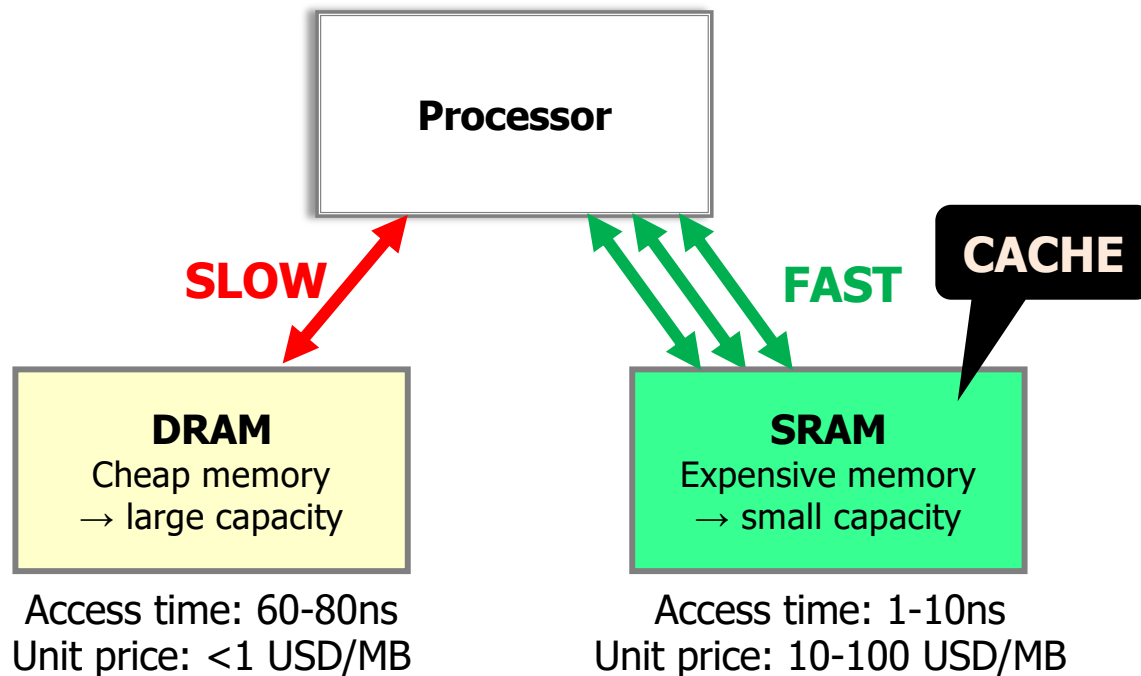 Processor
SLOW
FAST
CACHE
DRAM
Cheap memory
→ large capacity
SRAM
Expensive memory
→ small capacity
Access time: 60-80ns
Unit price: <1 USD/MB
Access time: 1-10ns
Unit price: 10-100 USD/MB